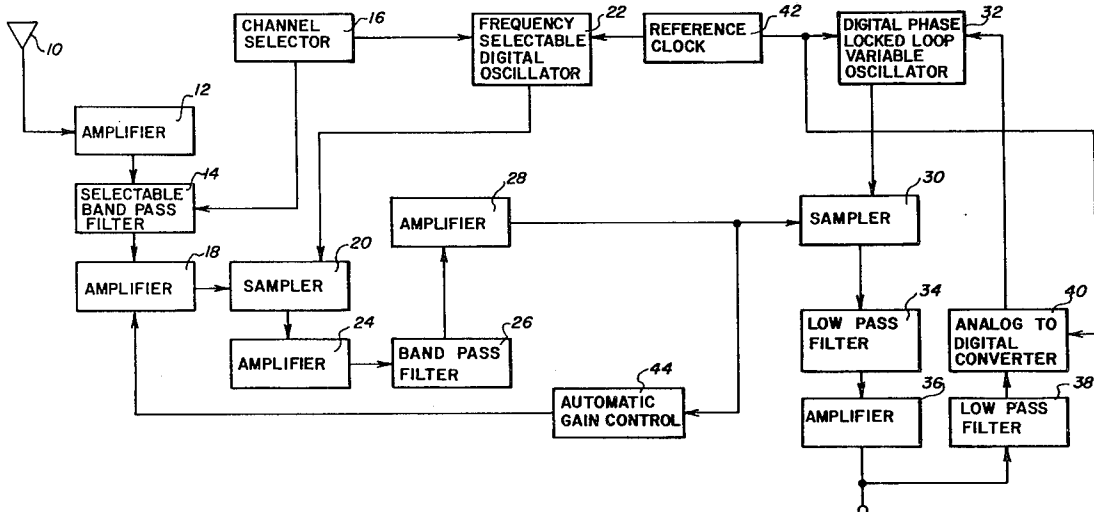 10
CHANNEL
SELECTOR
16
FREQUENCY
SELECTABLE
DIGITAL
OSCILLATOR
22
REFERENCE
CLOCK
42
DIGITAL PHASE
LOCKED LOOP
VARIABLE
OSCILLATOR
32
AMPLIFIER
12
SELECTABLE
BAND PASS
FILTER
14
AMPLIFIER
18
SAMPLER
20
AMPLIFIER
24
BAND PASS
FILTER
26
AMPLIFIER
28
SAMPLER
30
LOW PASS
FILTER
34
AMPLIFIER
36
ANALOG TO
DIGITAL
CONVERTER
40
LOW PASS
FILTER
38
AUTOMATIC
GAIN CONTROL
44